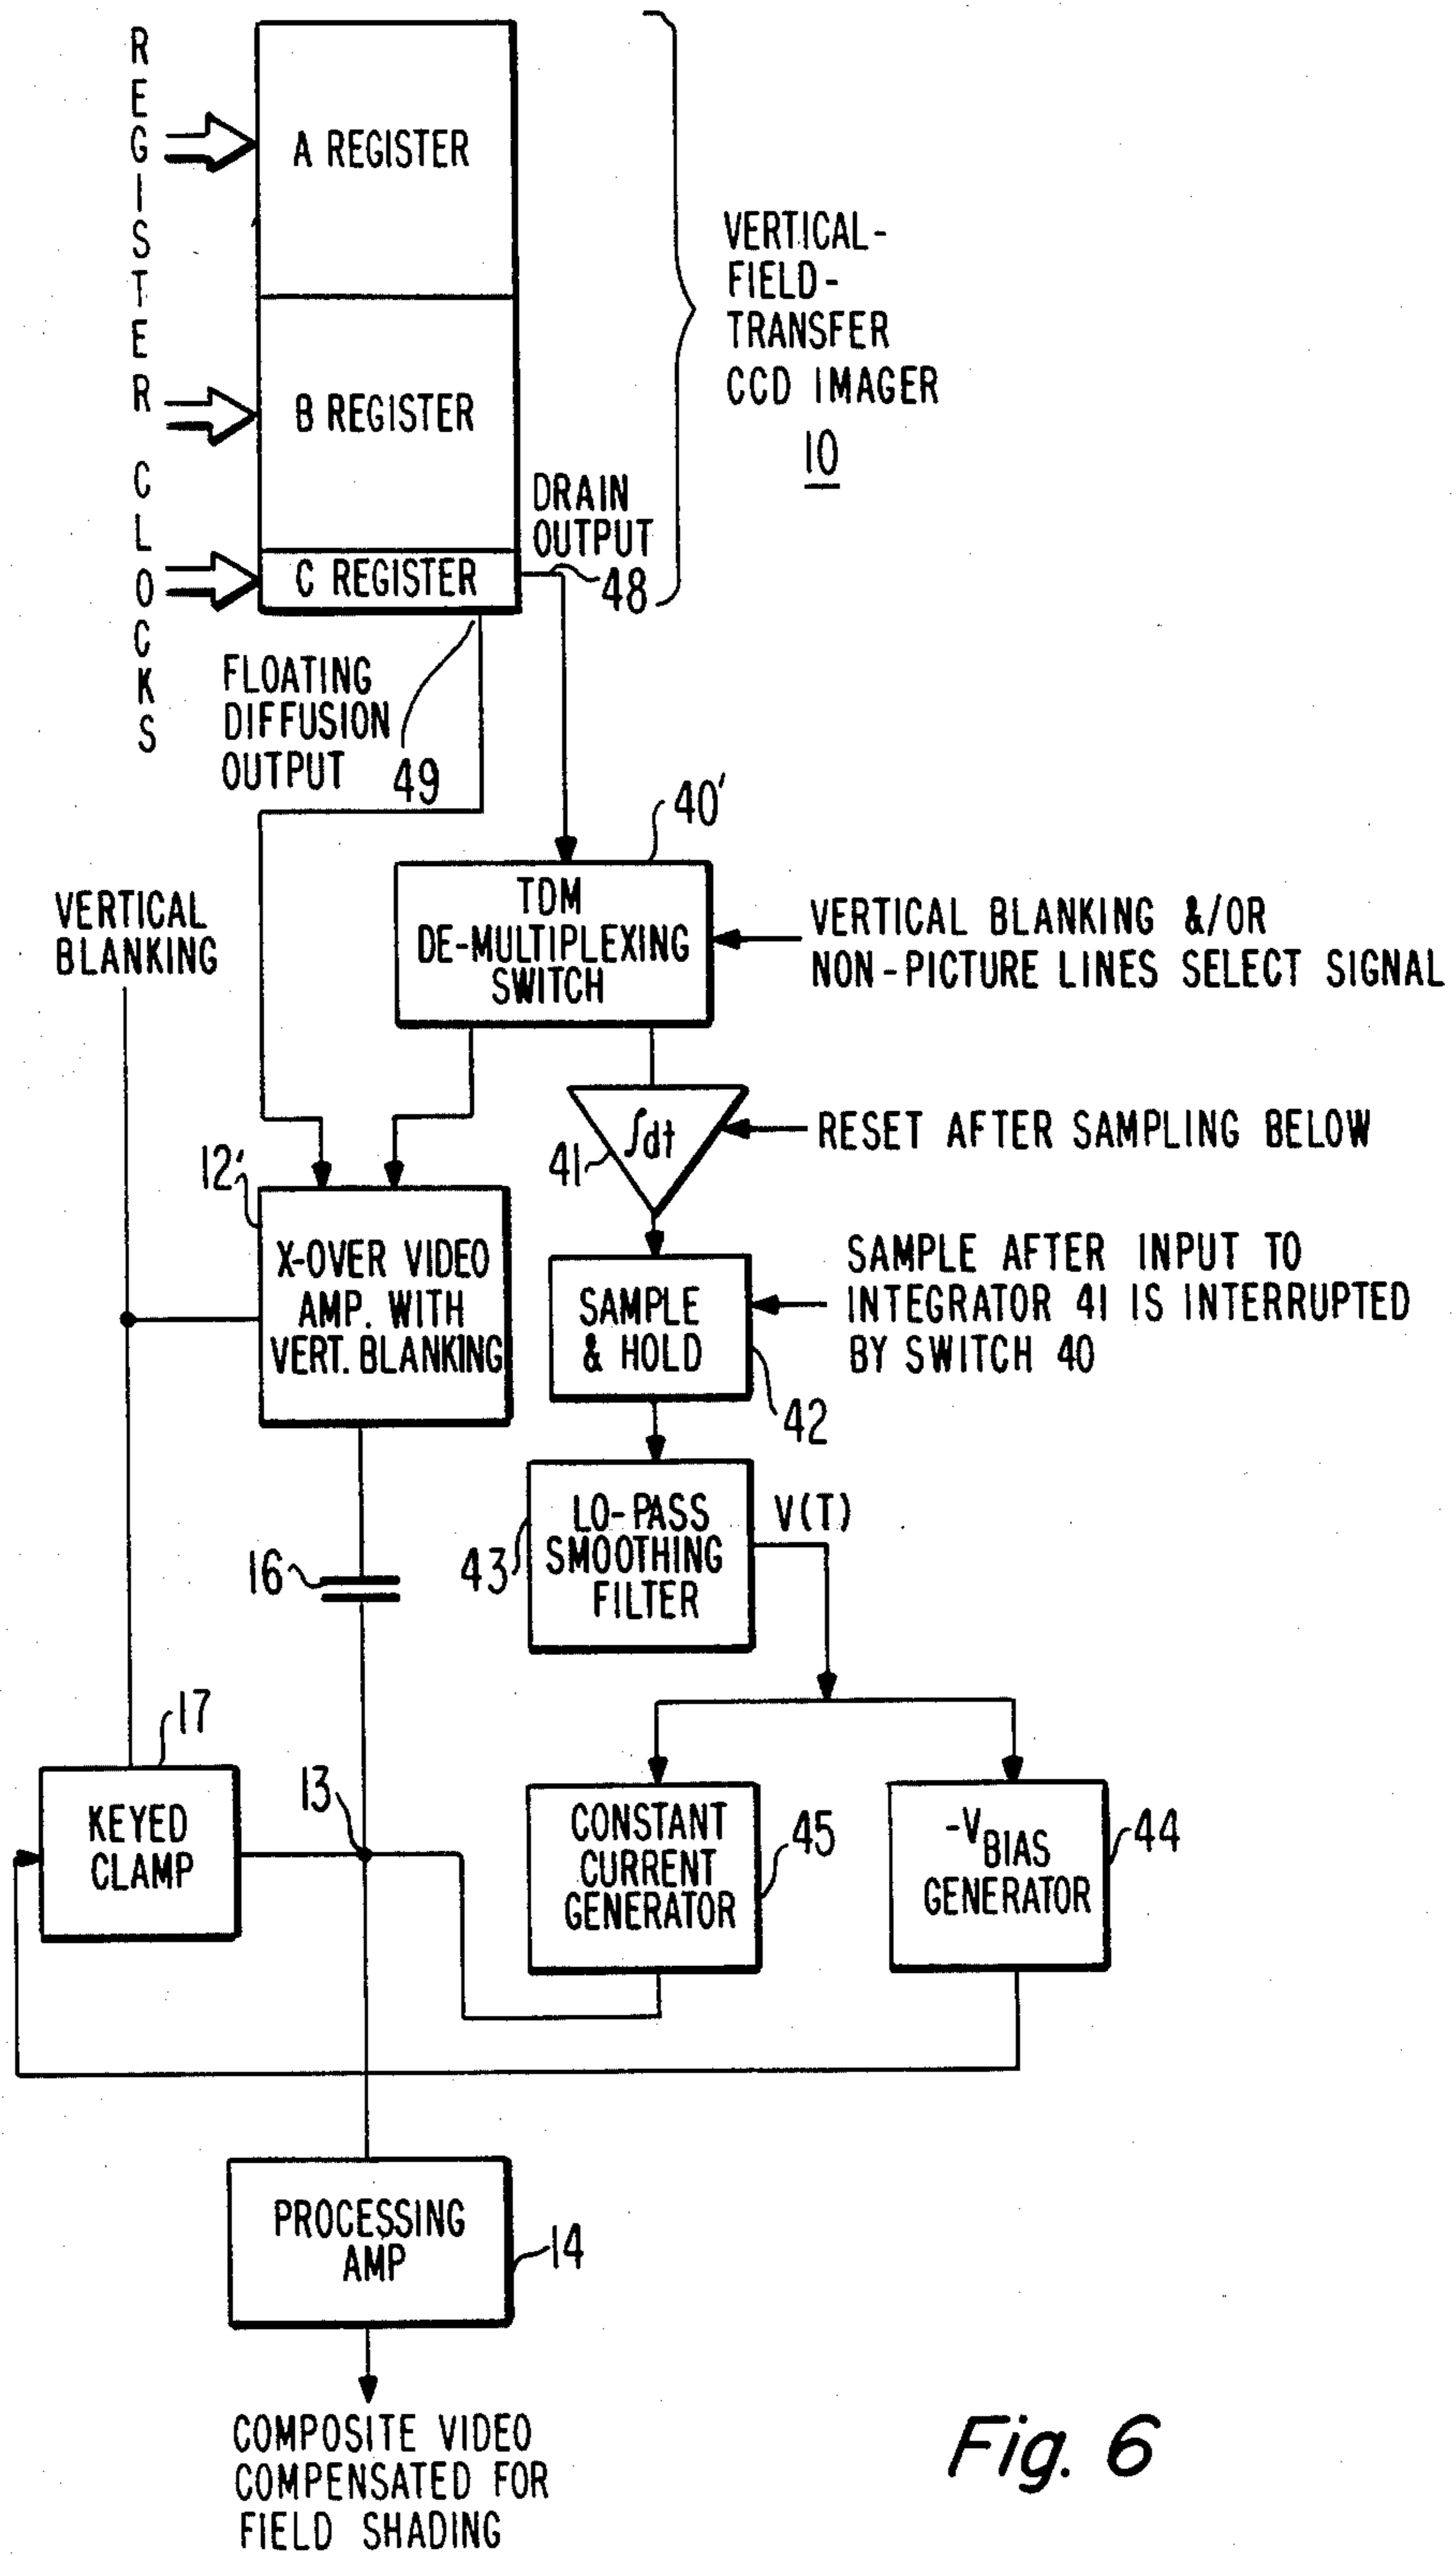 REGISTER CLOCKS
A REGISTER
B REGISTER
C REGISTER
VERTICAL-
FIELD-
TRANSFER
CCD IMAGER
10
DRAIN
OUTPUT
48
FLOATING
DIFFUSION
OUTPUT
49
40'
VERTICAL
BLANKING
TDM
DE-MULTIPLEXING
SWITCH
VERTICAL BLANKING &/OR
NON-PICTURE LINES SELECT SIGNAL
∫dt
41
RESET AFTER SAMPLING BELOW
12'
X-OVER VIDEO
AMP. WITH
VERT. BLANKING
SAMPLE
& HOLD
42
SAMPLE AFTER INPUT TO
INTEGRATOR 41 IS INTERRUPTED
BY SWITCH 40
16
43
LO-PASS
SMOOTHING
FILTER
V(T)
17
KEYED
CLAMP
13
CONSTANT
CURRENT
GENERATOR
45
-VBIAS
GENERATOR
44
PROCESSING
AMP
14
COMPOSITE VIDEO
COMPENSATED FOR
FIELD SHADING
Fig. 6